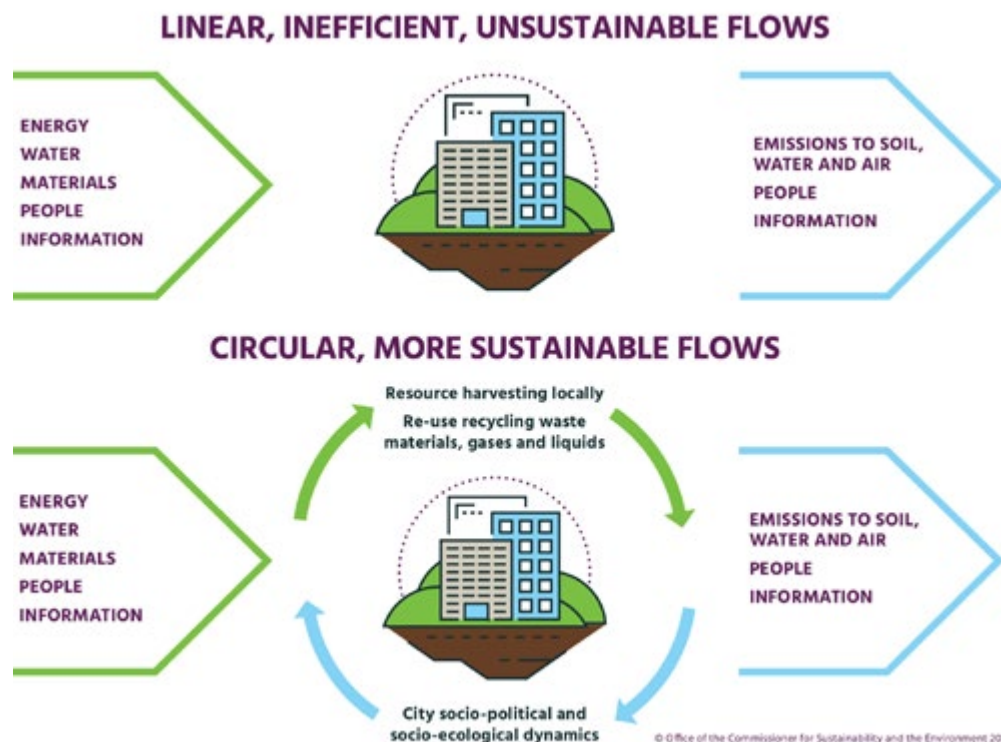 LINEAR, INEFFICIENT, UNSUSTAINABLE FLOWS
ENERGY
WATER
MATERIALS
PEOPLE
INFORMATION
EMISSIONS TO SOIL,
WATER AND AIR
PEOPLE
INFORMATION
CIRCULAR, MORE SUSTAINABLE FLOWS
Resource harvesting locally
Re-use recycling waste
materials, gases and liquids
ENERGY
WATER
MATERIALS
PEOPLE
INFORMATION
EMISSIONS TO SOIL,
WATER AND AIR
PEOPLE
INFORMATION
City socio-political and
socio-ecological dynamics
© Office of the Commissioner for Sustainability and the Environment 20